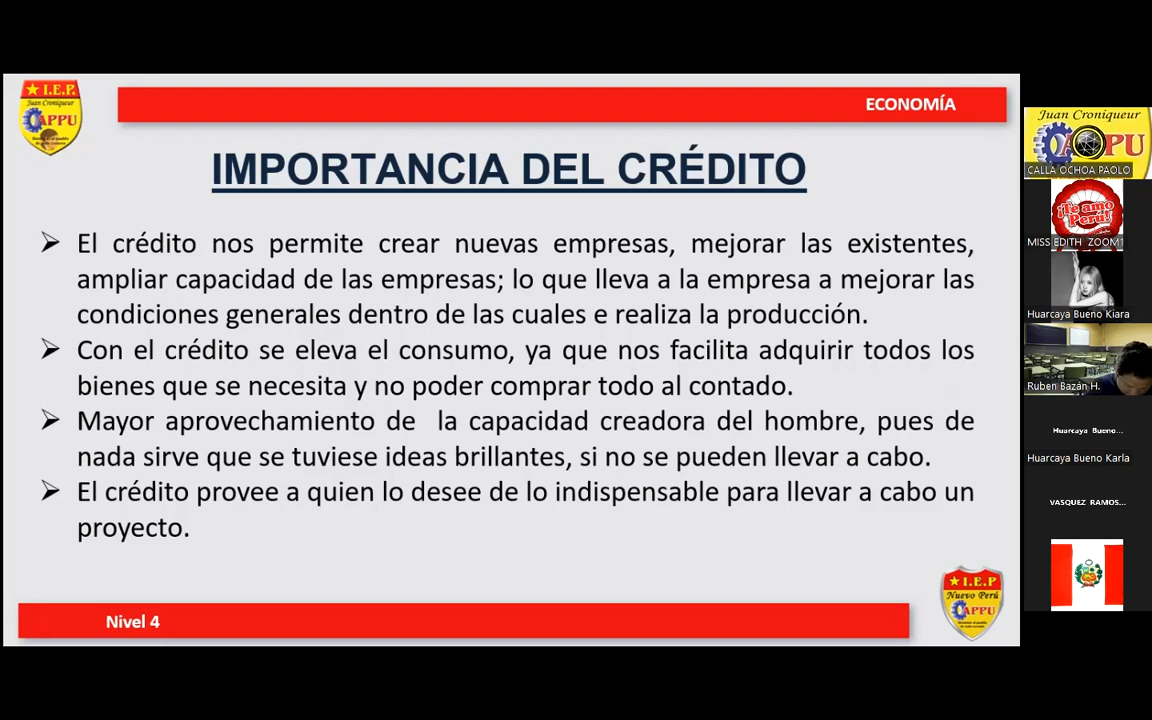 ★ I.E.P.
Juan Croniqueur
APPU
ECONOMÍA
IMPORTANCIA DEL CRÉDITO
➢ El crédito nos permite crear nuevas empresas, mejorar las existentes,
ampliar capacidad de las empresas; lo que lleva a la empresa a mejorar las
condiciones generales dentro de las cuales e realiza la producción.
➢ Con el crédito se eleva el consumo, ya que nos facilita adquirir todos los
bienes que se necesita y no poder comprar todo al contado.
➢ Mayor aprovechamiento de la capacidad creadora del hombre, pues de
nada sirve que se tuviese ideas brillantes, si no se pueden llevar a cabo.
➢ El crédito provee a quien lo desee de lo indispensable para llevar a cabo un
proyecto.
Nivel 4
★ I.E.P
Nuevo Perú
APPU
Juan Croniqueur
PU
CALLA OCHOA PAOLO
¡Te amo
Perú!
MISS EDITH ZOOM1
Huarcaya Bueno Kiara
Ruben Bazán H.
Huarcaya Bueno...
Huarcaya Bueno Karla
VASQUEZ RAMOS...